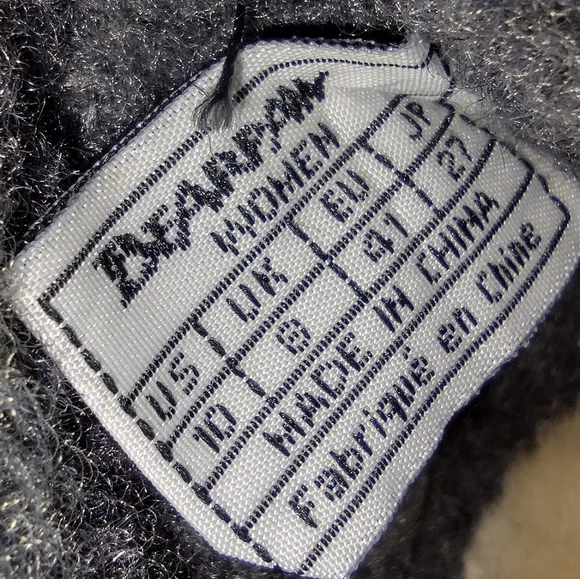 BEARPAW
WOMEN
US UK EU JP
10 8 41 27
MADE IN CHINA
Fabriqué en Chine